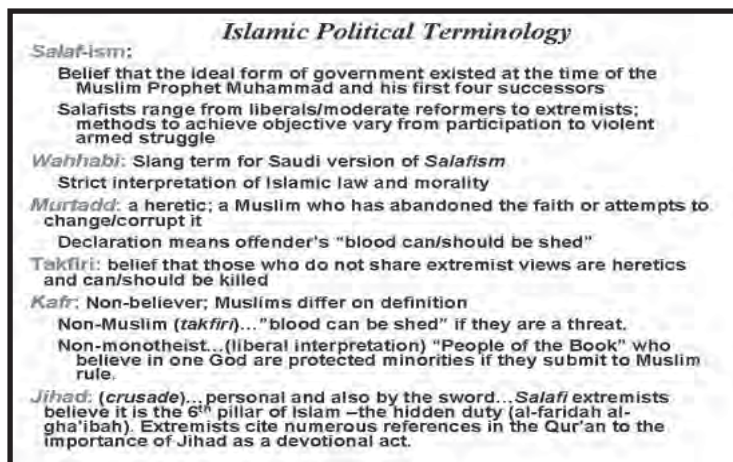 Islamic Political Terminology
Salaf-ism:
Belief that the ideal form of government existed at the time of the
Muslim Prophet Muhammad and his first four successors
Salafists range from liberals/moderate reformers to extremists;
methods to achieve objective vary from participation to violent
armed struggle
Wahhabi: Slang term for Saudi version of Salafism
Strict interpretation of Islamic law and morality
Murtadd: a heretic; a Muslim who has abandoned the faith or attempts to
change/corrupt it
Declaration means offender's "blood can/should be shed"
Takfiri: belief that those who do not share extremist views are heretics
and can/should be killed
Kafr: Non-believer; Muslims differ on definition
Non-Muslim (takfiri)..."blood can be shed" if they are a threat.
Non-monotheist...(liberal interpretation) "People of the Book" who
believe in one God are protected minorities if they submit to Muslim
rule.
Jihad: (crusade)...personal and also by the sword...Salafi extremists
believe it is the 6th pillar of Islam –the hidden duty (al-faridah al-
gha'ibah). Extremists cite numerous references in the Qur'an to the
importance of Jihad as a devotional act.